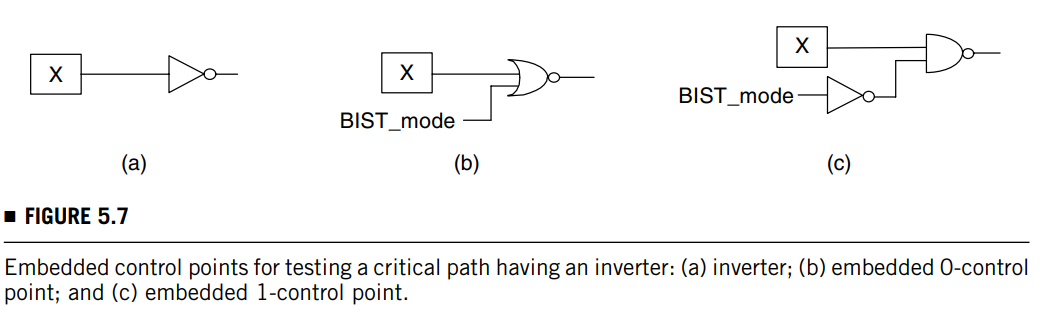 X
X
BIST_mode
X
BIST_mode
(a)
(b)
(c)
■ FIGURE 5.7
Embedded control points for testing a critical path having an inverter: (a) inverter; (b) embedded 0-control
point; and (c) embedded 1-control point.